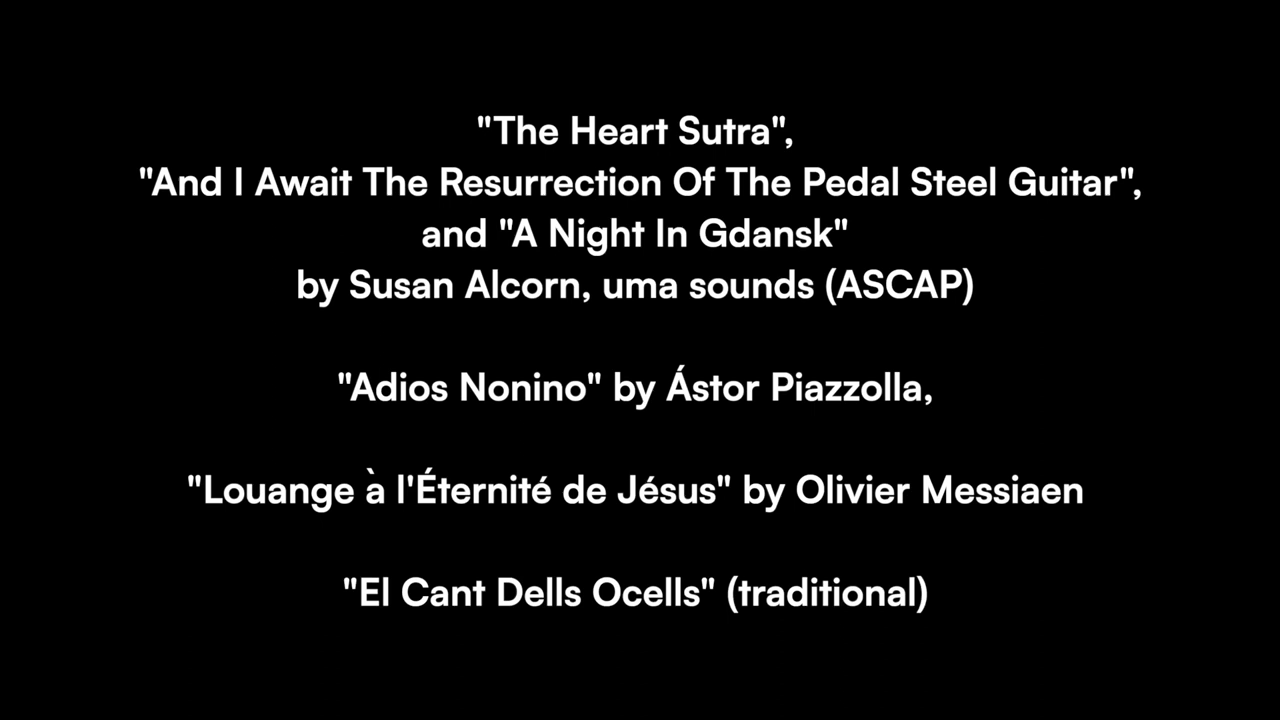 "The Heart Sutra",
"And I Await The Resurrection Of The Pedal Steel Guitar",
and "A Night In Gdansk"
by Susan Alcorn, uma sounds (ASCAP)
"Adios Nonino" by Ástor Piazzolla,
"Louange à l'Éternité de Jésus" by Olivier Messiaen
"El Cant Dells Ocells" (traditional)